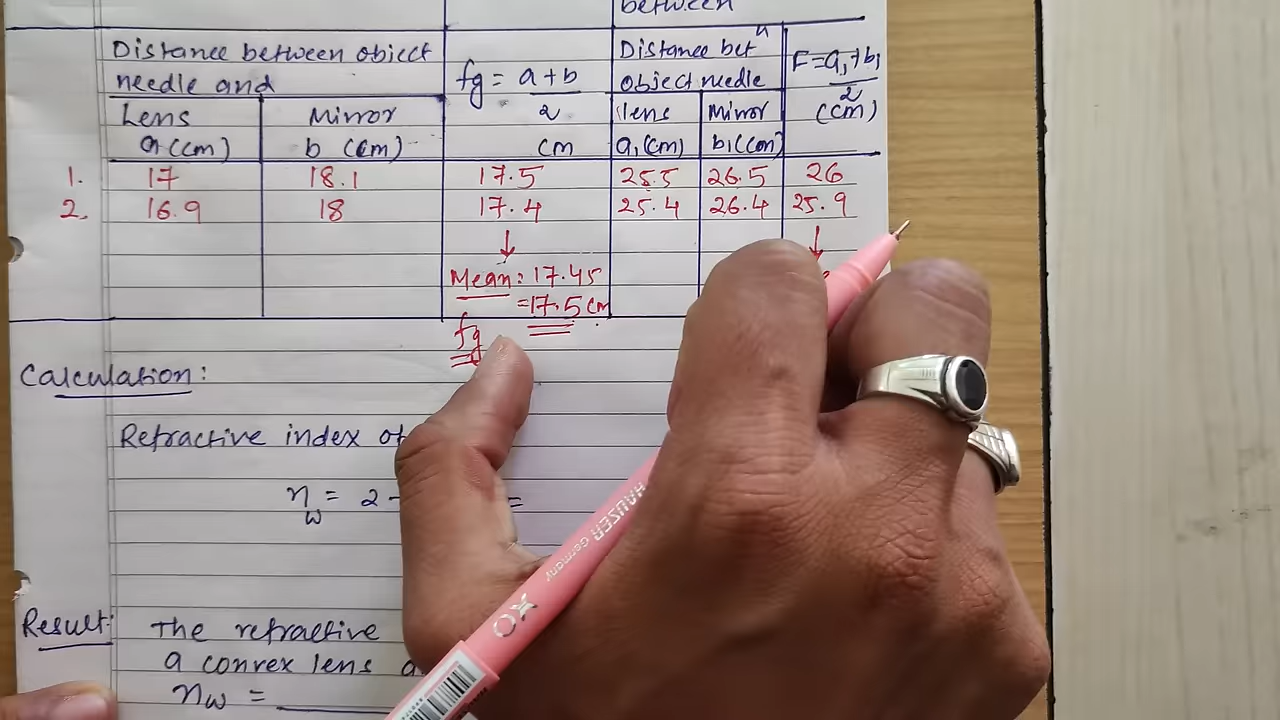 between
Distance between object
needle and
fg = a+b
2
cm
Distance bet n
object needle
F=a1+b1
2
(cm)
Lens
a (cm)
Mirror
b (cm)
lens
a1(cm)
Mirror
b1(cm)
1. 17 18.1 17.5 25.5 26.5 26
2. 16.9 18 17.4 25.4 26.4 25.9
↓ ↓
Mean: 17.45
=17.5 cm
fg
Calculation:
Refractive index of
nw = 2 - =
Result: The refractive
a convex lens
nw =
HAUZER Germany
XO